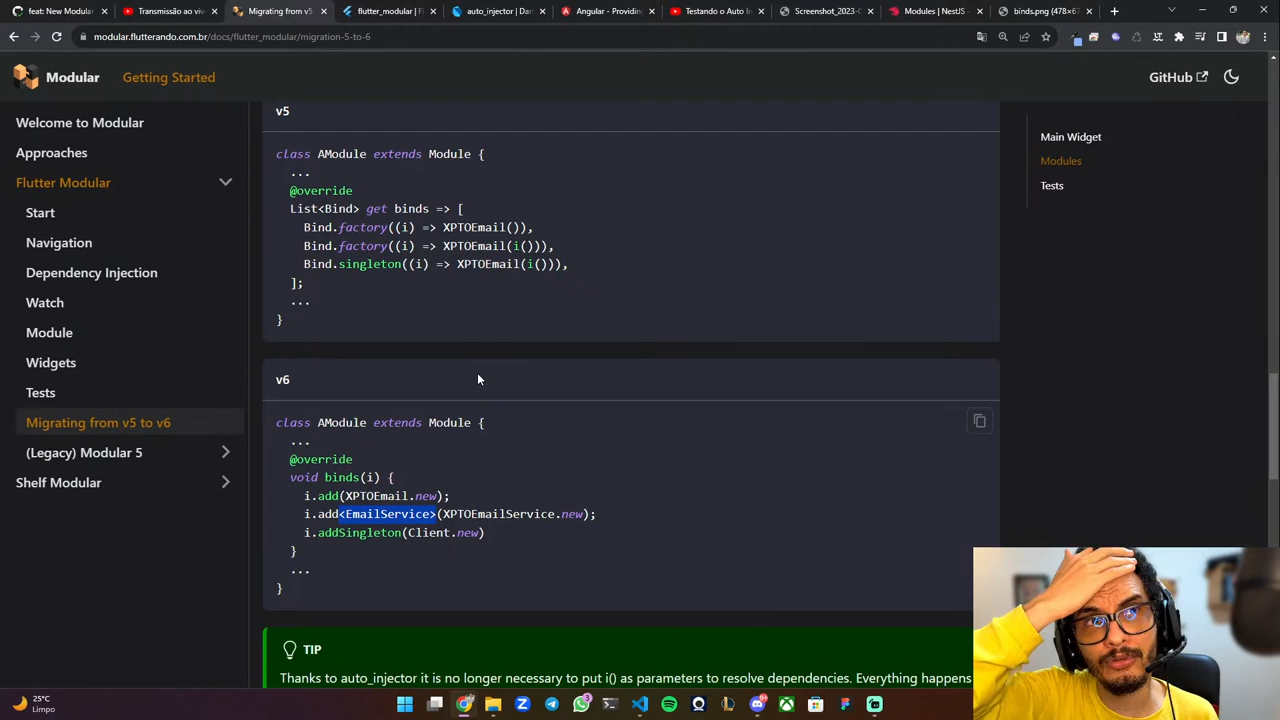 feat: New Modular
Transmissão ao viv
Migrating from v5
flutter_modular | Fl
auto_injector | Dar
Angular - Providin
Testando o Auto In
Screenshot_2023-0
Modules | NestJS -
binds.png (478×67
modular.flutterando.com.br/docs/flutter_modular/migration-5-to-6
Modular
Getting Started
GitHub
Welcome to Modular
Approaches
Flutter Modular
Start
Navigation
Dependency Injection
Watch
Module
Widgets
Tests
Migrating from v5 to v6
(Legacy) Modular 5
Shelf Modular
v5
class AModule extends Module {
...
@override
List<Bind> get binds => [
Bind.factory((i) => XPTOEmail()),
Bind.factory((i) => XPTOEmail(i())),
Bind.singleton((i) => XPTOEmail(i())),
];
...
}
v6
class AModule extends Module {
...
@override
void binds(i) {
i.add(XPTOEmail.new);
i.add<EmailService>(XPTOEmailService.new);
i.addSingleton(Client.new)
}
...
}
TIP
Thanks to auto_injector it is no longer necessary to put i() as parameters to resolve dependencies. Everything happens
Main Widget
Modules
Tests
25°C
Limpo